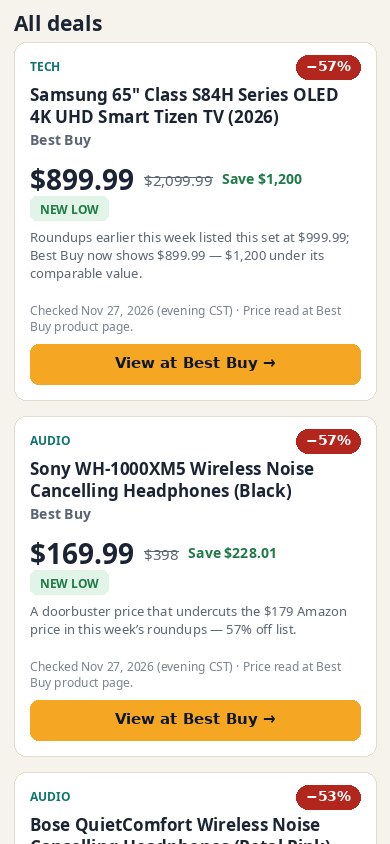 All deals
TECH
−57%
Samsung 65" Class S84H Series OLED
4K UHD Smart Tizen TV (2026)
Best Buy
$899.99 $2,099.99 Save $1,200
NEW LOW
Roundups earlier this week listed this set at $999.99;
Best Buy now shows $899.99 — $1,200 under its
comparable value.
Checked Nov 27, 2026 (evening CST) · Price read at Best
Buy product page.
View at Best Buy →
AUDIO
−57%
Sony WH-1000XM5 Wireless Noise
Cancelling Headphones (Black)
Best Buy
$169.99 $398 Save $228.01
NEW LOW
A doorbuster price that undercuts the $179 Amazon
price in this week’s roundups — 57% off list.
Checked Nov 27, 2026 (evening CST) · Price read at Best
Buy product page.
View at Best Buy →
AUDIO
−53%
Bose QuietComfort Wireless Noise
Cancelling Headphones (Petal Pink)